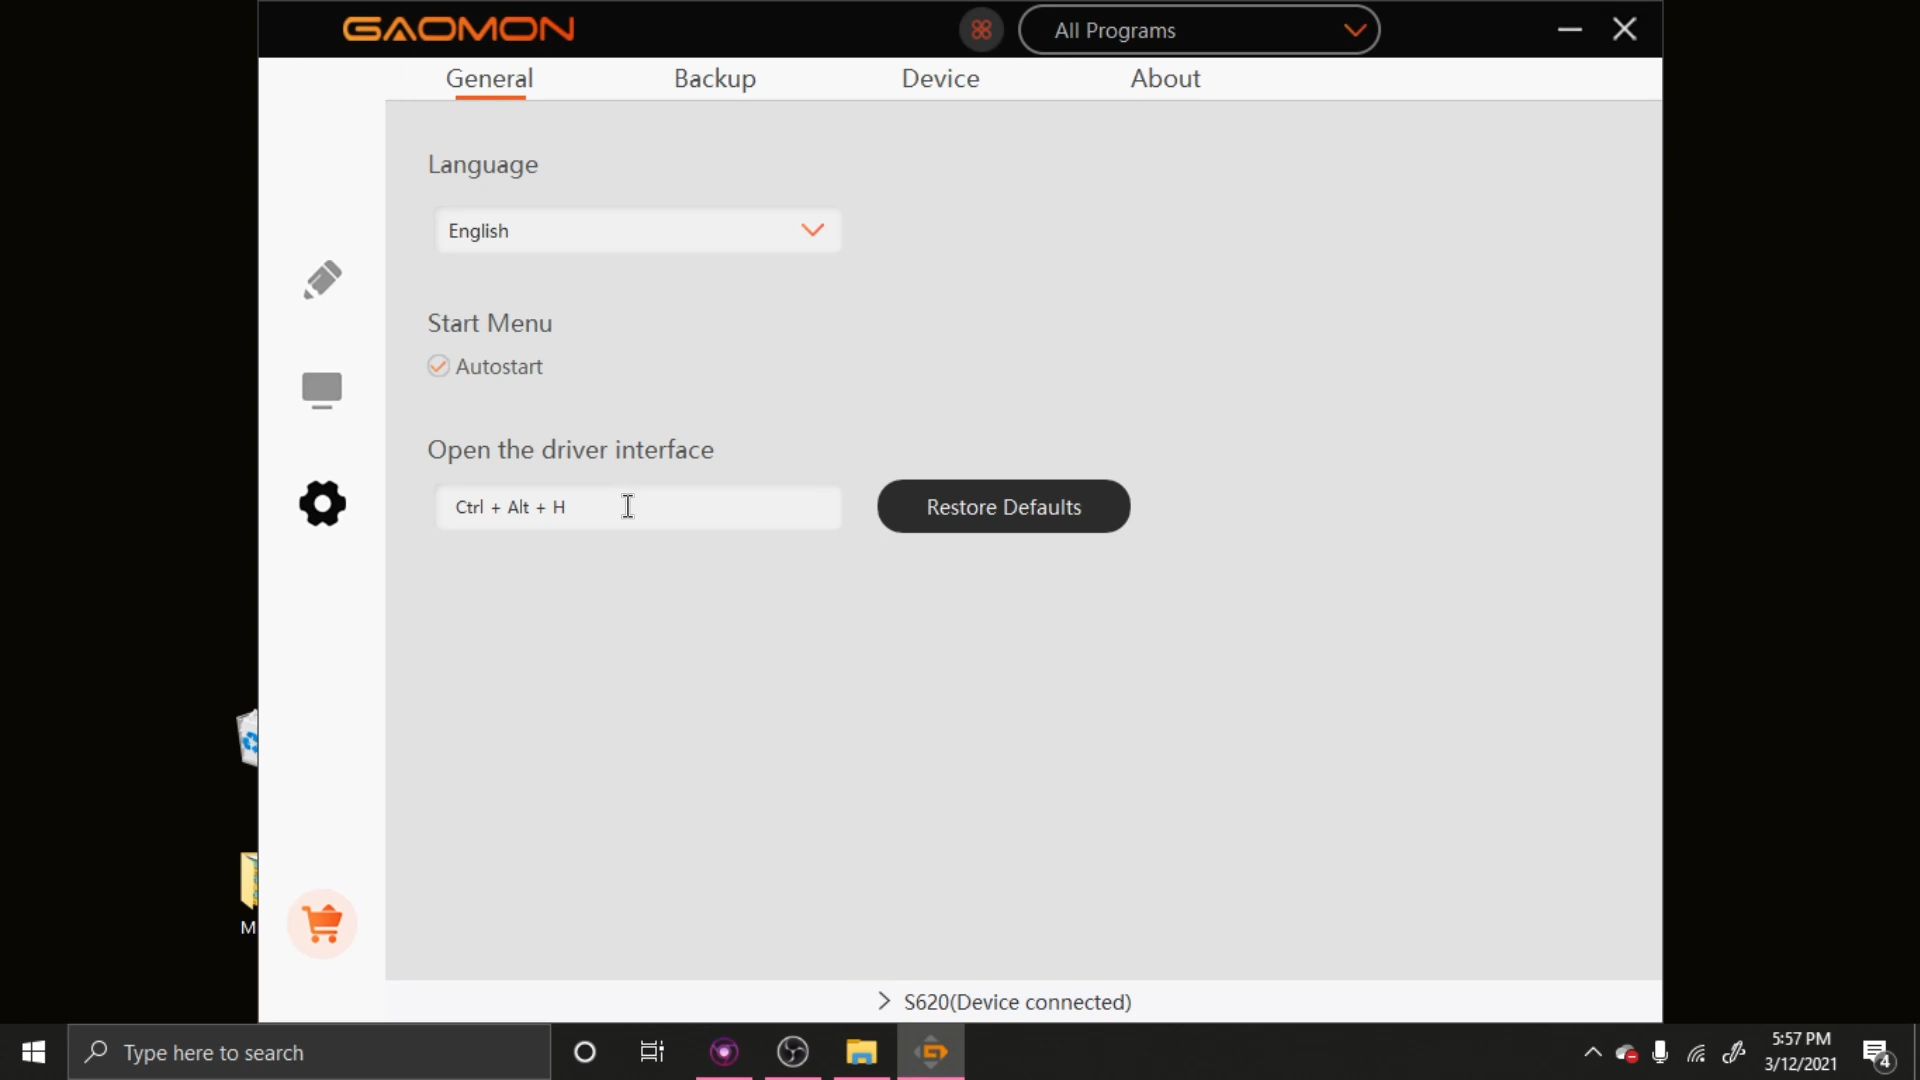 GAOMON
All Programs
General
Backup
Device
About
Language
English
Start Menu
Autostart
Open the driver interface
Ctrl + Alt + H
Restore Defaults
M
S620(Device connected)
Type here to search
5:57 PM
3/12/2021
4